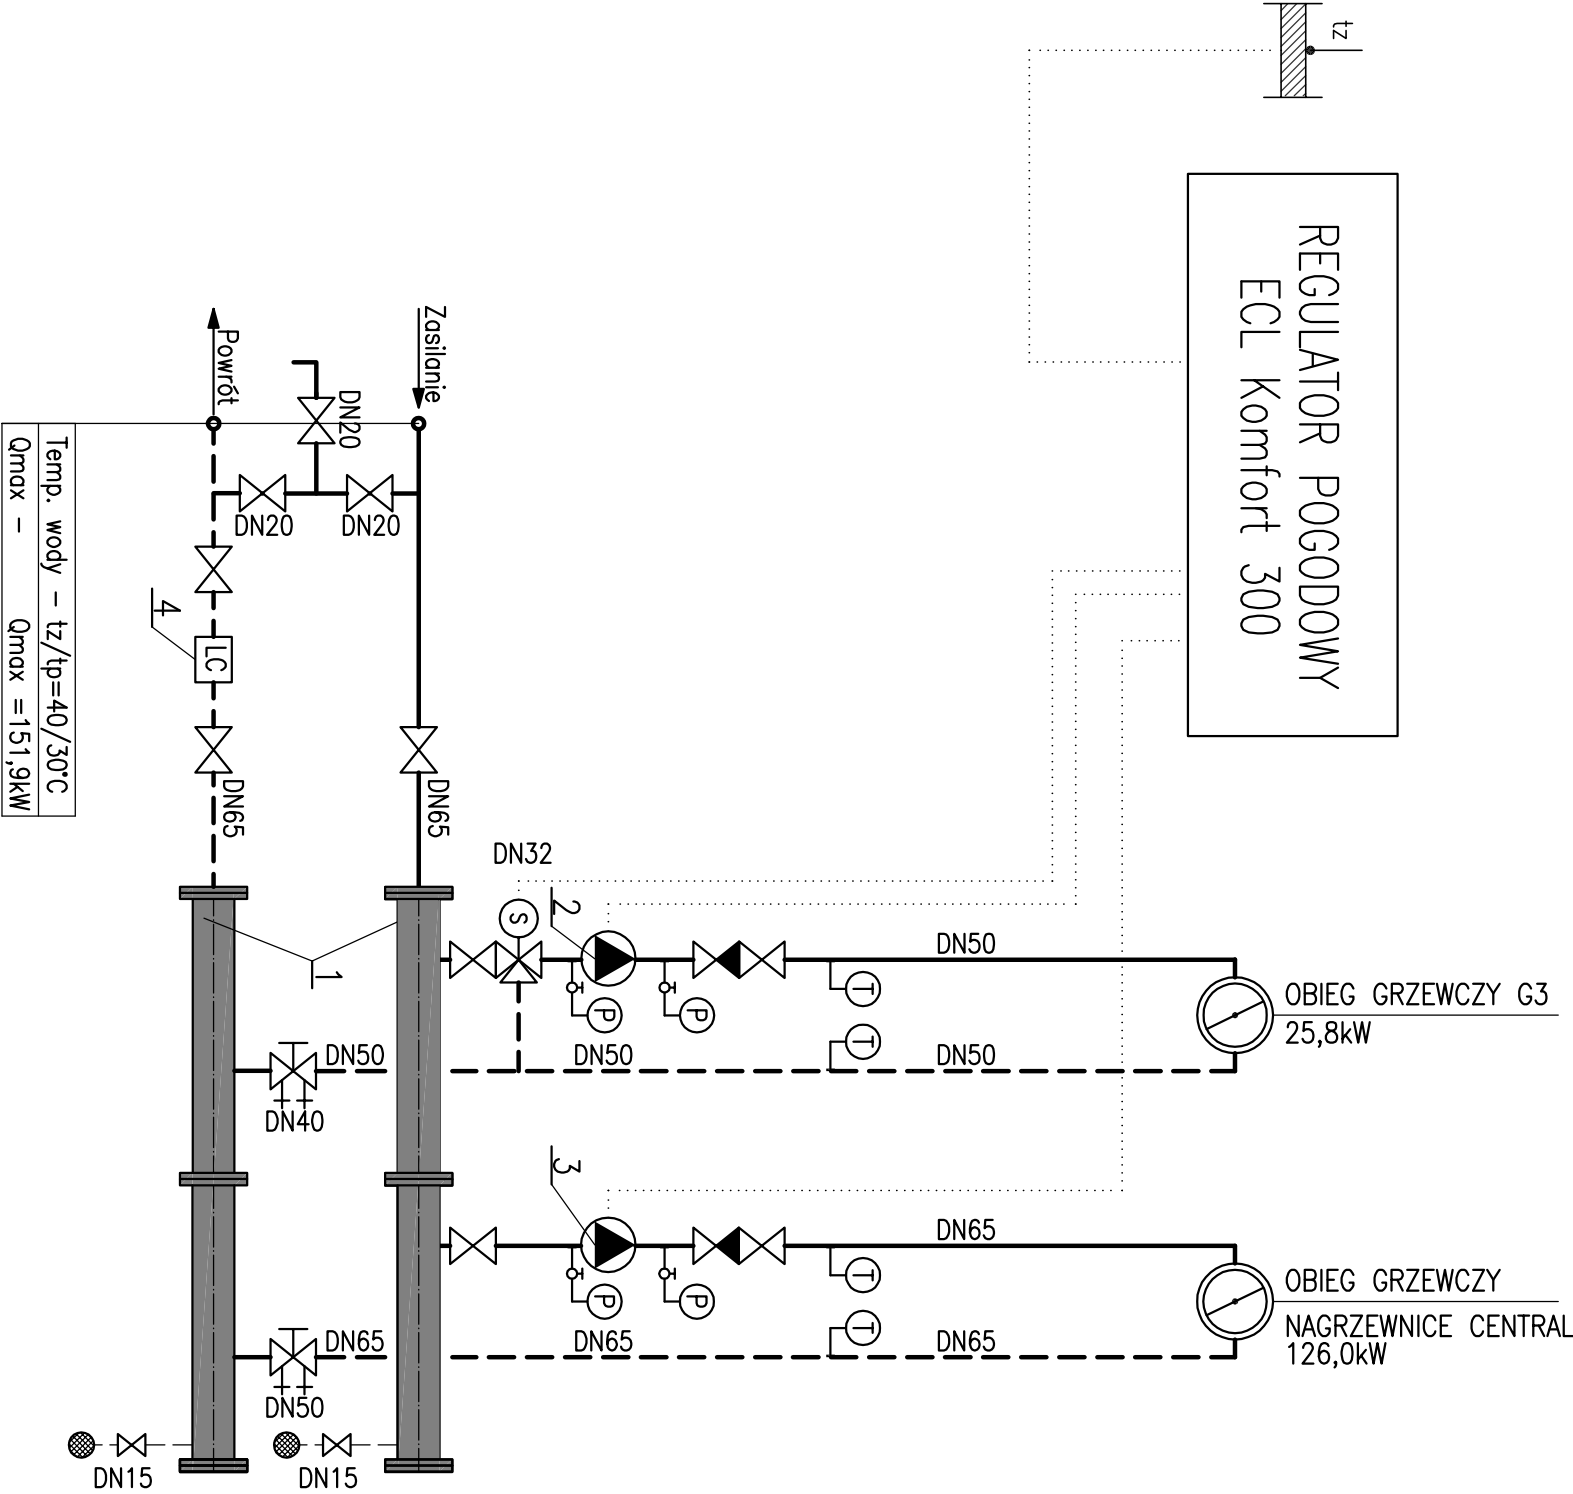 tz
REGULATOR POGODOWY
ECL Komfort 300
Zasilanie
Powrót
DN20
DN20
DN20
Temp. wody - tz/tp=40/30°C
Qmax - Qmax =151,9kW
4
LC
DN65
DN65
DN32
S
2
1
P
P
T
T
DN50
DN50
DN50
DN50
DN40
OBIEG GRZEWCZY G3
25,8kW
3
P
P
T
T
DN65
DN65
DN65
DN65
DN50
OBIEG GRZEWCZY
NAGRZEWNICE CENTRAL
126,0kW
DN15
DN15